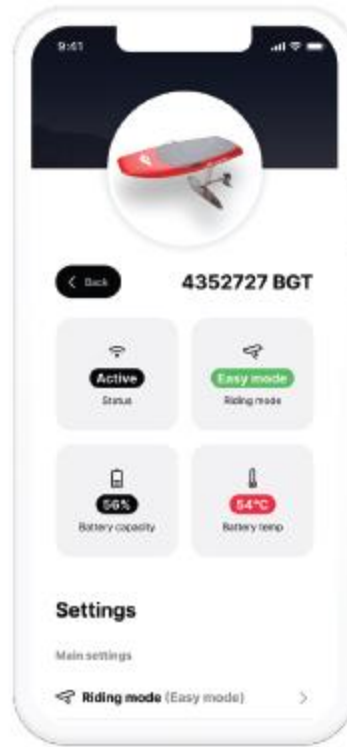 9:41
Back
4352727 BGT
Active
Status
Easy mode
Riding mode
56%
Battery capacity
54°C
Battery temp
Settings
Main settings
Riding mode (Easy mode)